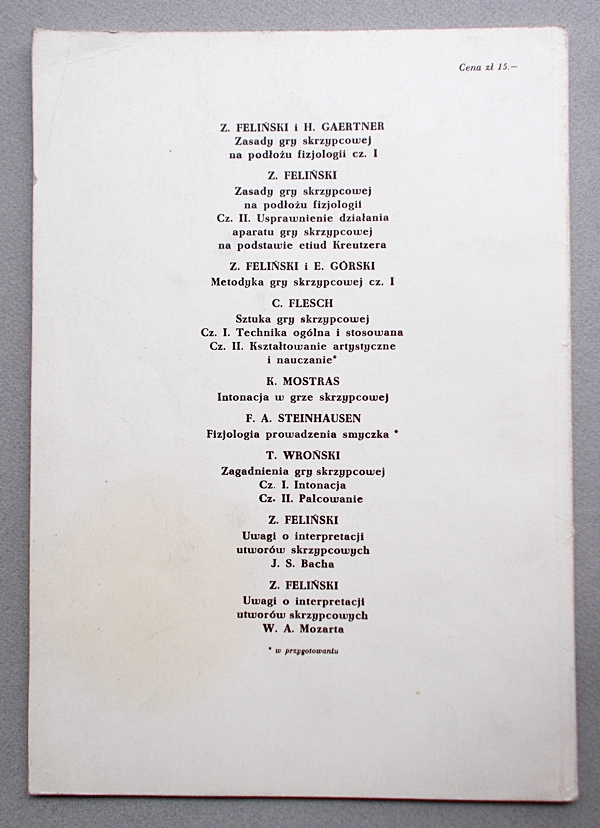 Cena zł 15.—
Z. FELIŃSKI i H. GAERTNER
Zasady gry skrzypcowej
na podłożu fizjologii cz. I
Z. FELIŃSKI
Zasady gry skrzypcowej
na podłożu fizjologii
Cz. II. Usprawnienie działania
aparatu gry skrzypcowej
na podstawie etiud Kreutzera
Z. FELIŃSKI i E. GÓRSKI
Metodyka gry skrzypcowej cz. I
C. FLESCH
Sztuka gry skrzypcowej
Cz. I. Technika ogólna i stosowana
Cz. II. Kształtowanie artystyczne
i nauczanie*
K. MOSTRAS
Intonacja w grze skrzypcowej
F. A. STEINHAUSEN
Fizjologia prowadzenia smyczka *
T. WROŃSKI
Zagadnienia gry skrzypcowej
Cz. I. Intonacja
Cz. II. Palcowanie
Z. FELIŃSKI
Uwagi o interpretacji
utworów skrzypcowych
J. S. Bacha
Z. FELIŃSKI
Uwagi o interpretacji
utworów skrzypcowych
W. A. Mozarta
* w przygotowaniu